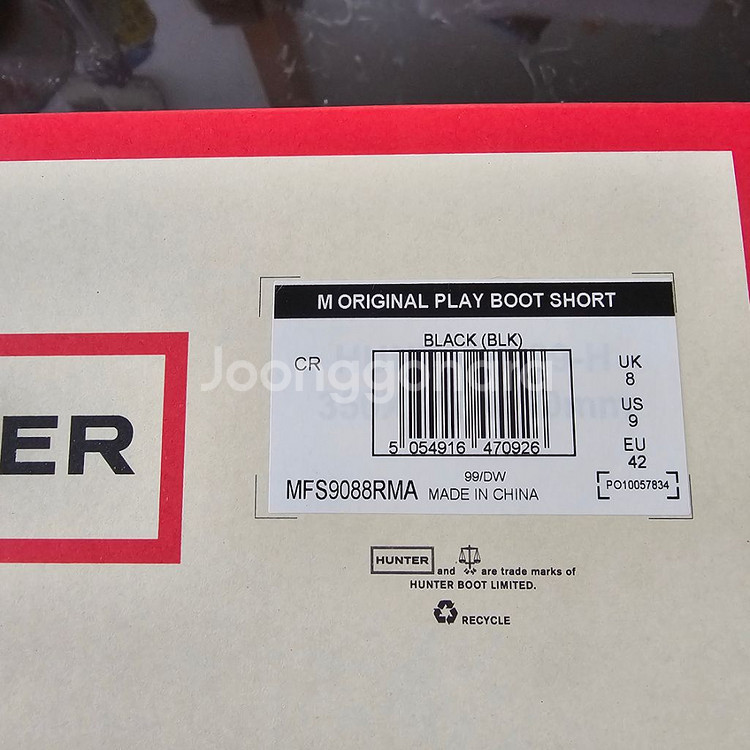 M ORIGINAL PLAY BOOT SHORT
BLACK (BLK)
CR
UK
8
US
9
EU
42
5 054916 470926
99/DW
MFS9088RMA MADE IN CHINA
PO10057834
ER
HUNTER and are trade marks of
HUNTER BOOT LIMITED.
RECYCLE
Joonggonara